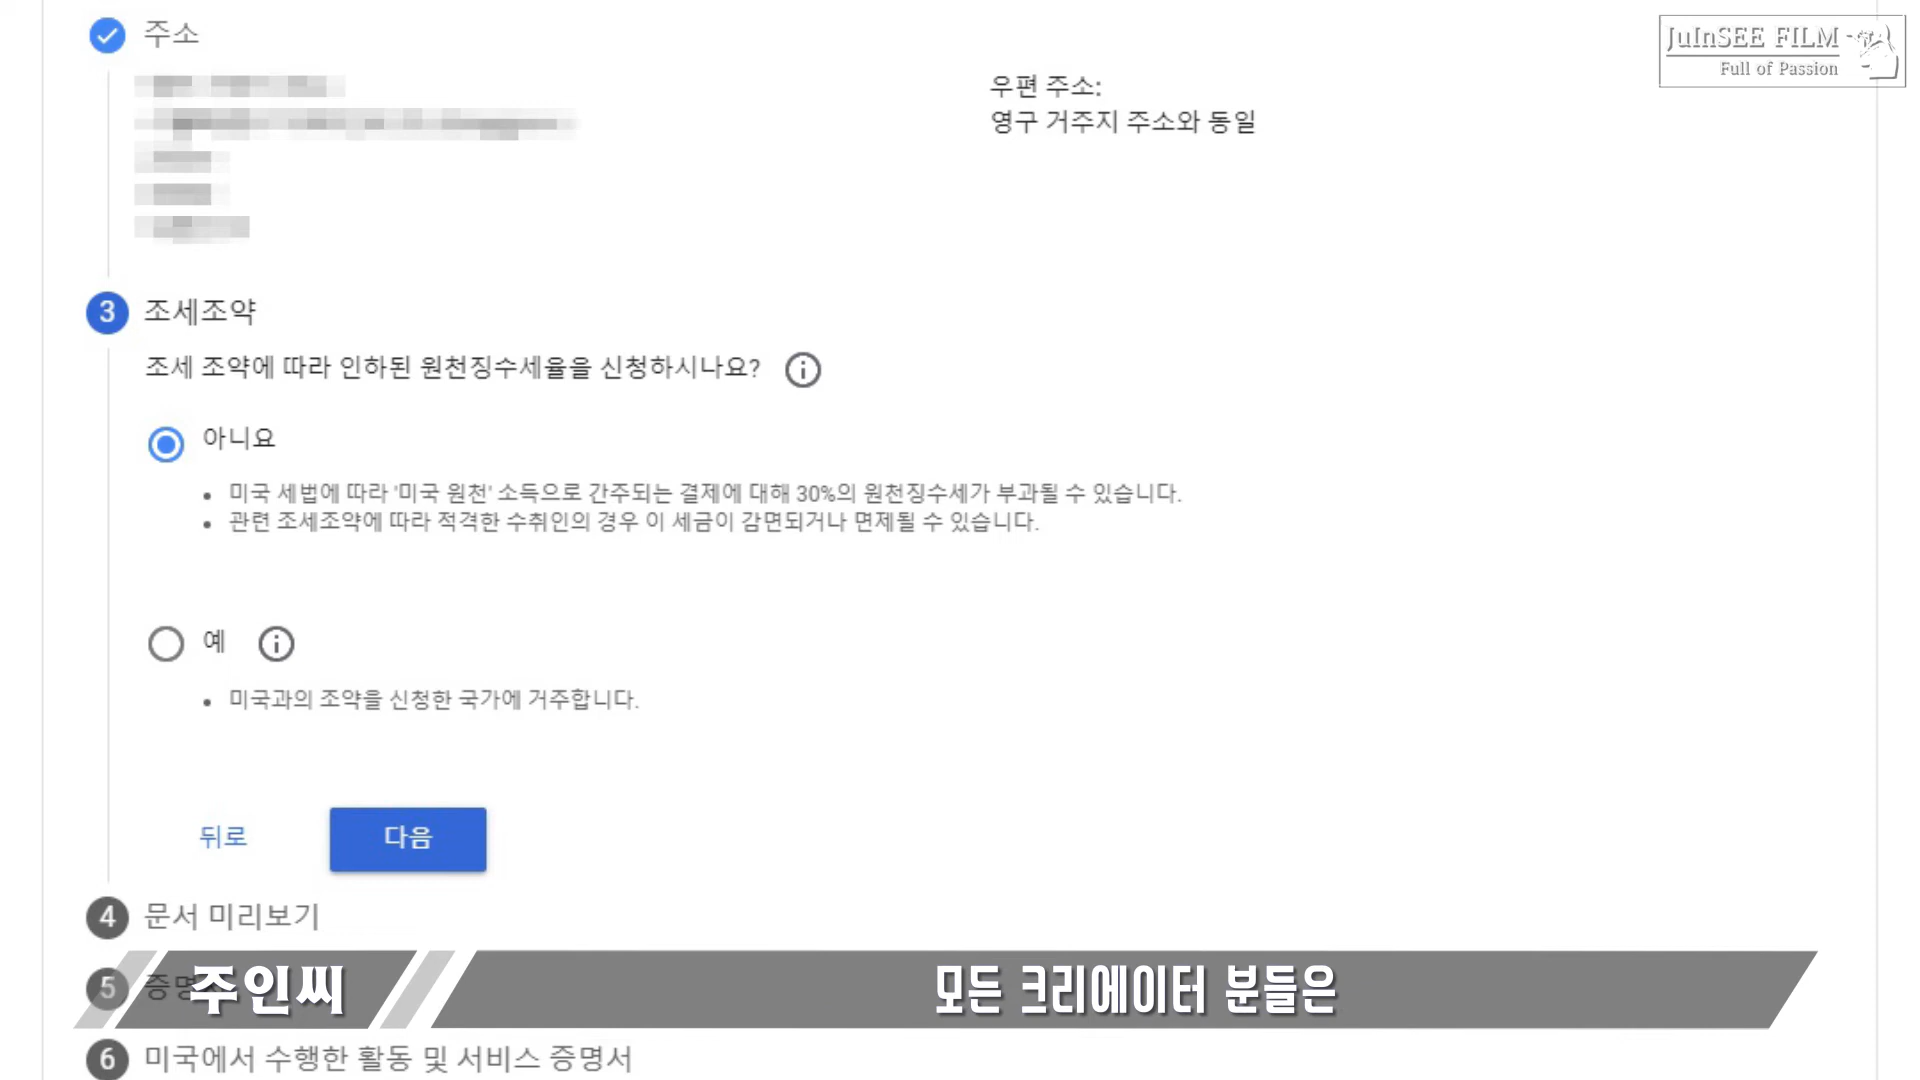 JuInSEE FILM
Full of Passion
주소
우편 주소:
영구 거주지 주소와 동일
3 조세조약
조세 조약에 따라 인하된 원천징수세율을 신청하시나요?
아니요
• 미국 세법에 따라 '미국 원천' 소득으로 간주되는 결제에 대해 30%의 원천징수세가 부과될 수 있습니다.
• 관련 조세조약에 따라 적격한 수취인의 경우 이 세금이 감면되거나 면제될 수 있습니다.
예
• 미국과의 조약을 신청한 국가에 거주합니다.
뒤로
다음
4 문서 미리보기
5
주인씨
모든 크리에이터 분들은
6 미국에서 수행한 활동 및 서비스 증명서